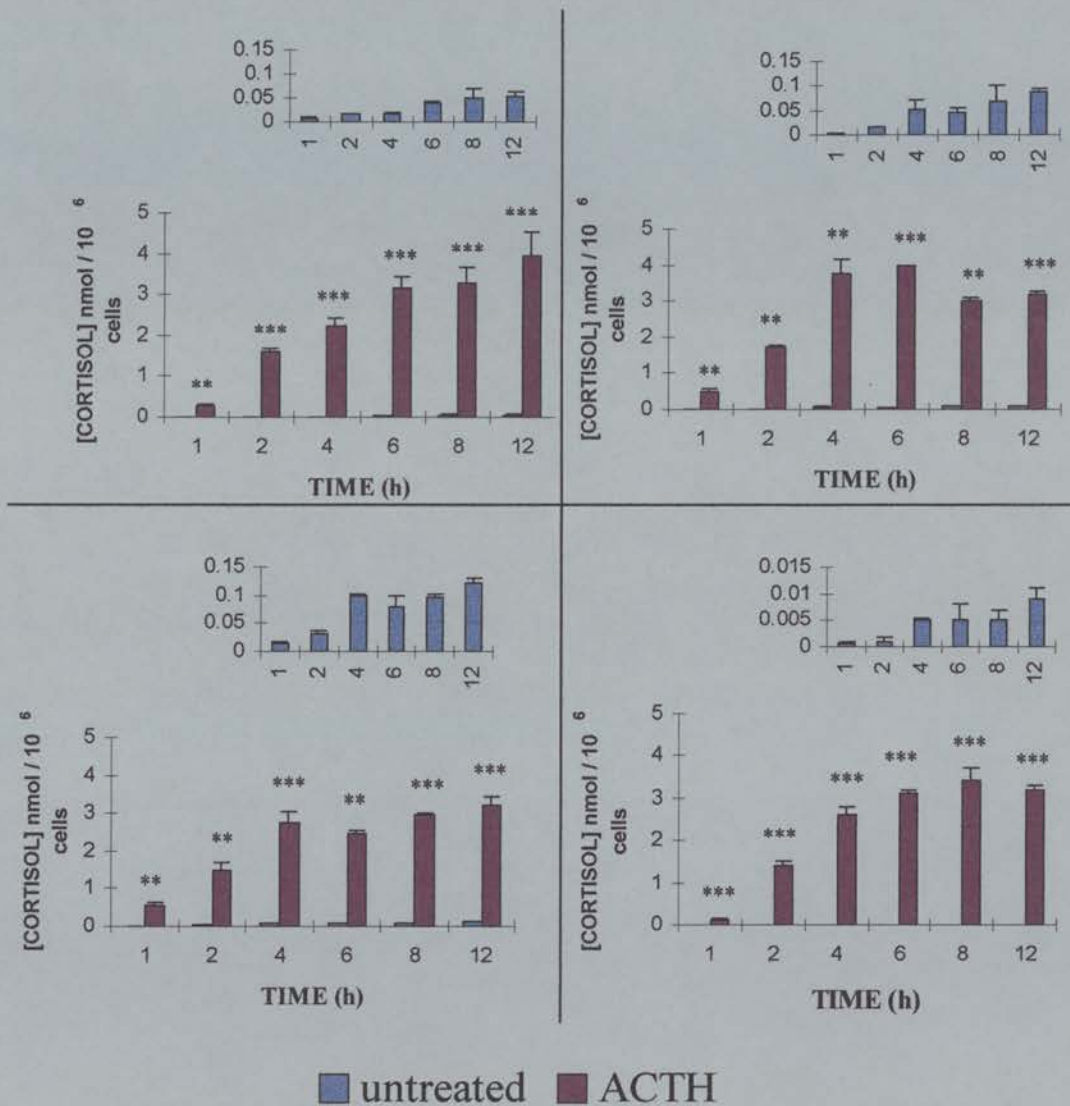 0.15
0.1
0.05
0
1 2 4 6 8 12
[CORTISOL] nmol / 10 6
cells
5
4
3
2
1
0
** *** *** *** *** ***
1 2 4 6 8 12
TIME (h)
0.15
0.1
0.05
0
1 2 4 6 8 12
[CORTISOL] nmol / 10 6
cells
5
4
3
2
1
0
** ** ** *** ** ***
1 2 4 6 8 12
TIME (h)
0.15
0.1
0.05
0
1 2 4 6 8 12
[CORTISOL] nmol / 10 6
cells
5
4
3
2
1
0
** ** *** ** *** ***
1 2 4 6 8 12
TIME (h)
0.015
0.01
0.005
0
1 2 4 6 8 12
[CORTISOL] nmol / 10 6
cells
5
4
3
2
1
0
*** *** *** *** *** ***
1 2 4 6 8 12
TIME (h)
untreated ACTH